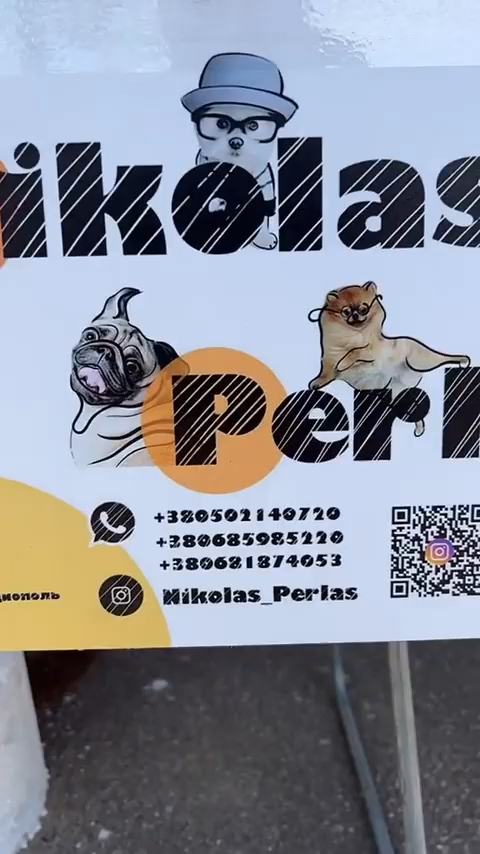 ikolas
Perl
+380502140720
+380685985220
+380681874053
Nikolas_Perlas